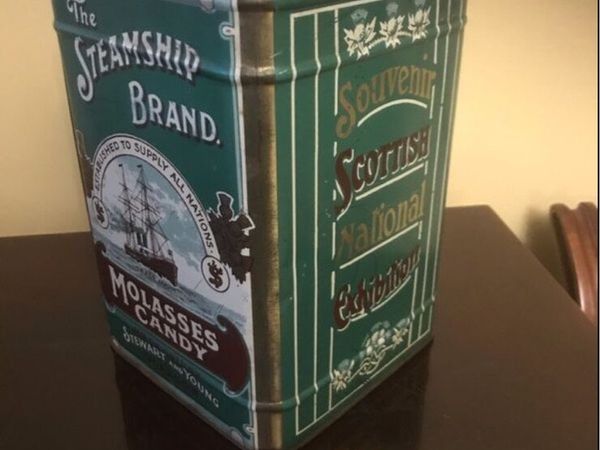 The
STEAMSHIP
BRAND.
ESTABLISHED TO SUPPLY ALL NATIONS.
MOLASSES
CANDY
STEWART AND YOUNG
Souvenir
SCOTTISH
National
Exhibition